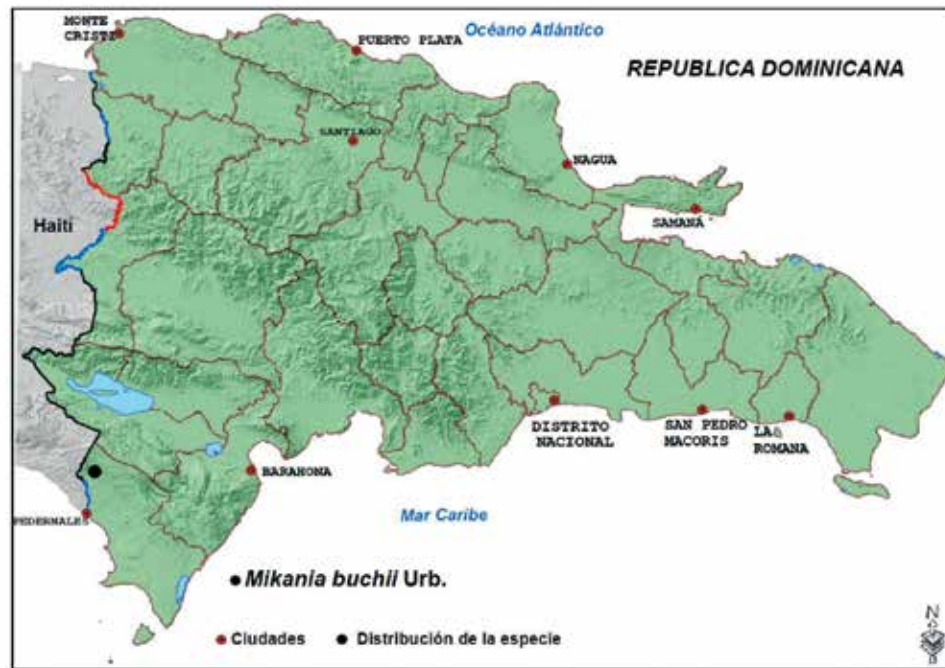 MONTE
CRISTI
PUERTO PLATA
Océano Atlántico
REPUBLICA DOMINICANA
SANTIAGO
NAGUA
SAMANÁ
Haití
DISTRITO
NACIONAL
SAN PEDRO
MACORIS
LA
ROMANA
BARAHONA
PEDERNALES
Mar Caribe
Mikania buchii Urb.
Ciudades
Distribución de la especie
N